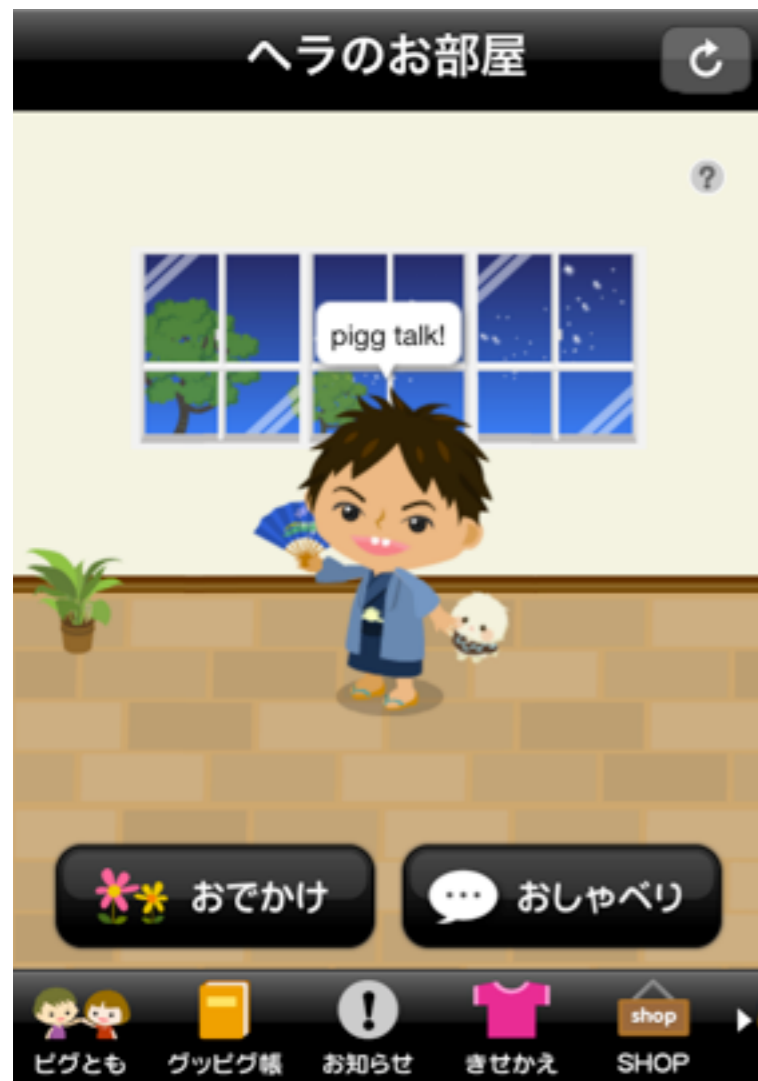 ヘラのお部屋
?
pigg talk!
おでかけ
おしゃべり
ピグとも
グッピグ帳
お知らせ
きせかえ
shop
SHOP